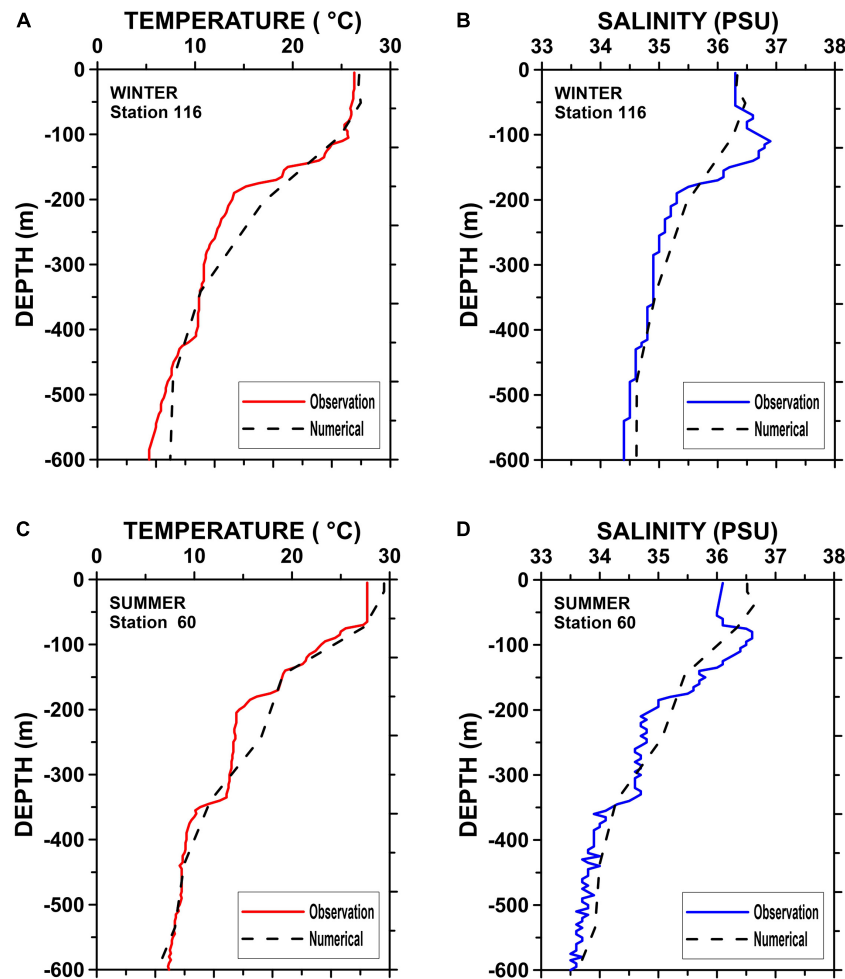 A
TEMPERATURE ( °C)
0 10 20 30
0
-100
-200
-300
-400
-500
-600
DEPTH (m)
WINTER
Station 116
Observation
Numerical
B
SALINITY (PSU)
33 34 35 36 37 38
0
-100
-200
-300
-400
-500
-600
DEPTH (m)
WINTER
Station 116
Observation
Numerical
C
TEMPERATURE ( °C)
0 10 20 30
0
-100
-200
-300
-400
-500
-600
DEPTH (m)
SUMMER
Station 60
Observation
Numerical
D
SALINITY (PSU)
33 34 35 36 37 38
0
-100
-200
-300
-400
-500
-600
DEPTH (m)
SUMMER
Station 60
Observation
Numerical